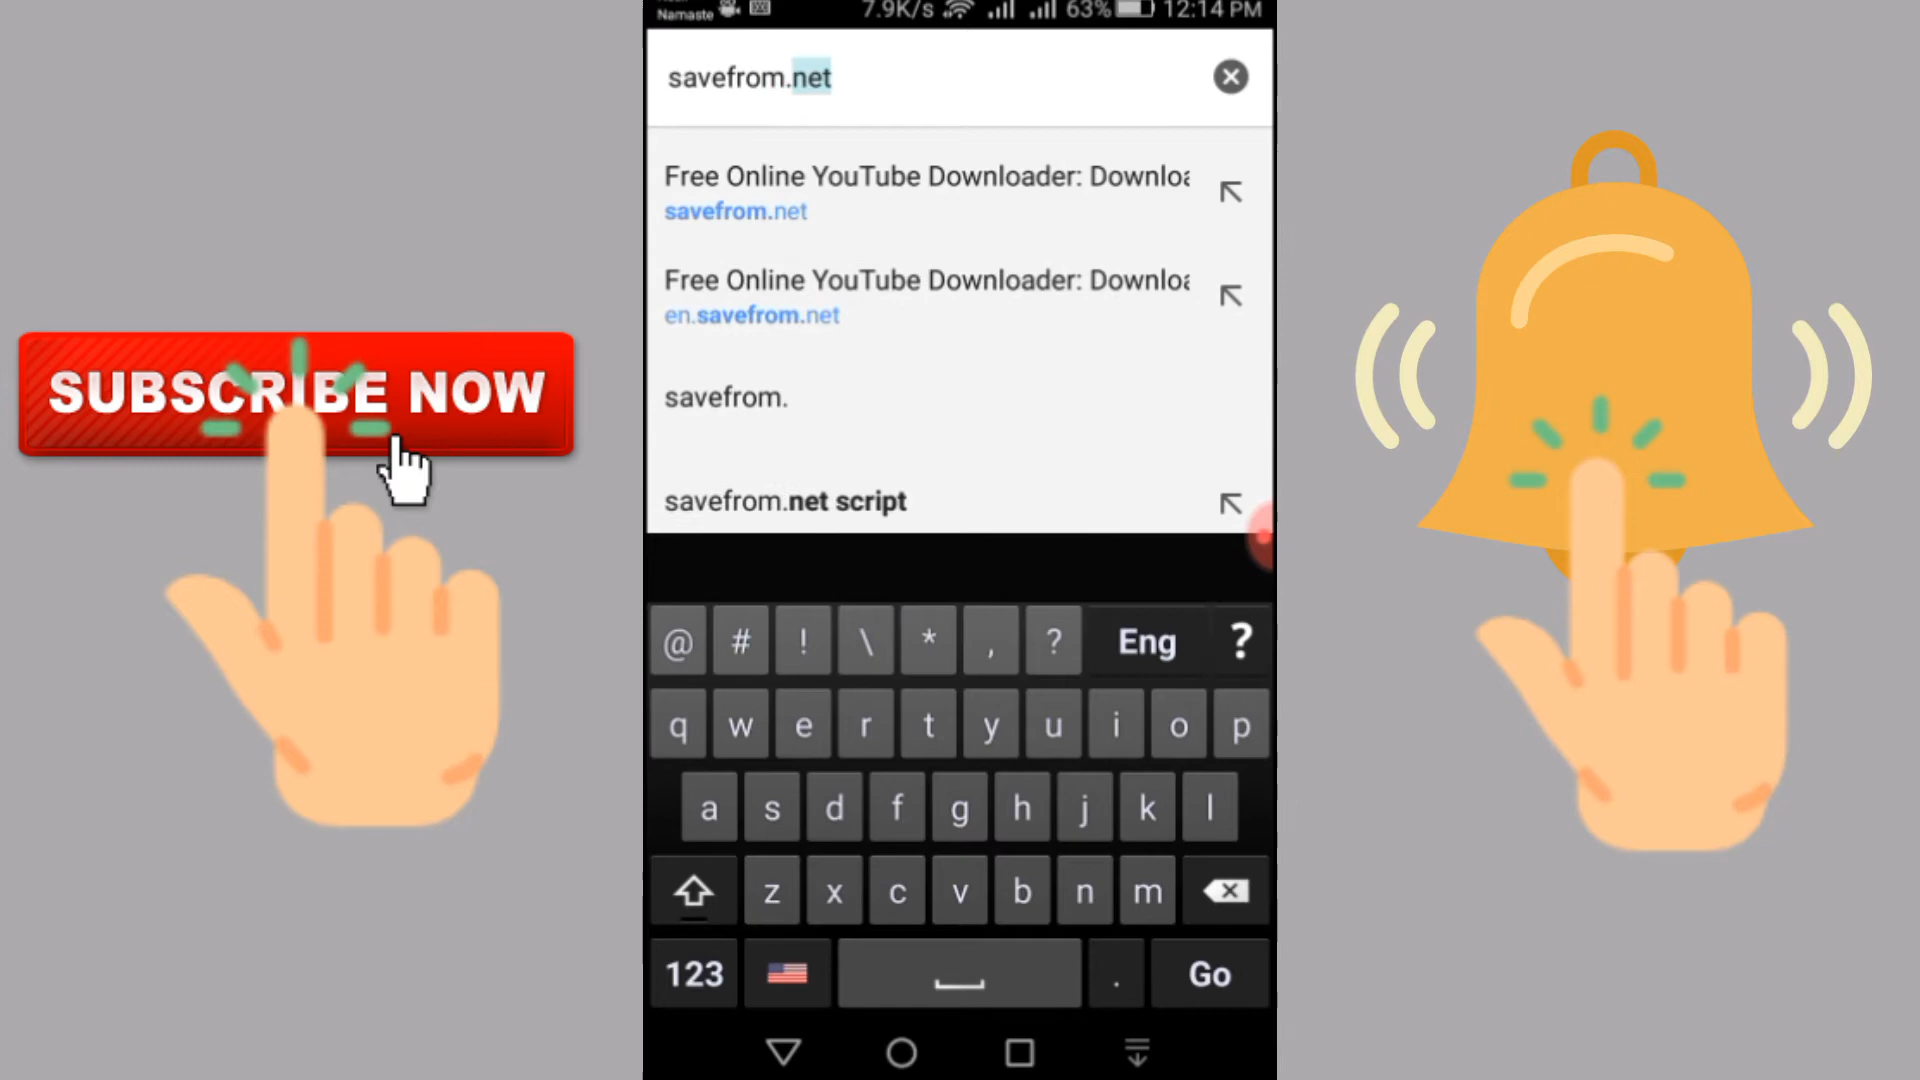 Namaste
7.9K/s 63% 12:14 PM
savefrom.net
Free Online YouTube Downloader: Downloa
savefrom.net
Free Online YouTube Downloader: Downloa
en.savefrom.net
savefrom.
savefrom.net script
SUBSCRIBE NOW
@ # ! \ * , ? Eng ?
q w e r t y u i o p
a s d f g h j k l
z x c v b n m
123 . Go